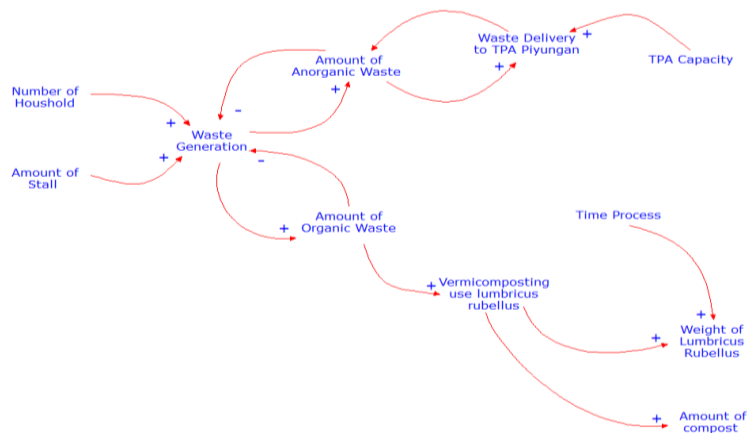 Waste Delivery
to TPA Piyungan
+
TPA Capacity
Amount of
Anorganic Waste
+
+
Number of
Houshold
-
+
Waste
Generation
+
-
Amount of
Stall
Amount of
Organic Waste
+
Time Process
+
Vermicomposting
use lumbricus
rubellus
+
Weight of
Lumbricus
Rubellus
+
+
Amount of
compost